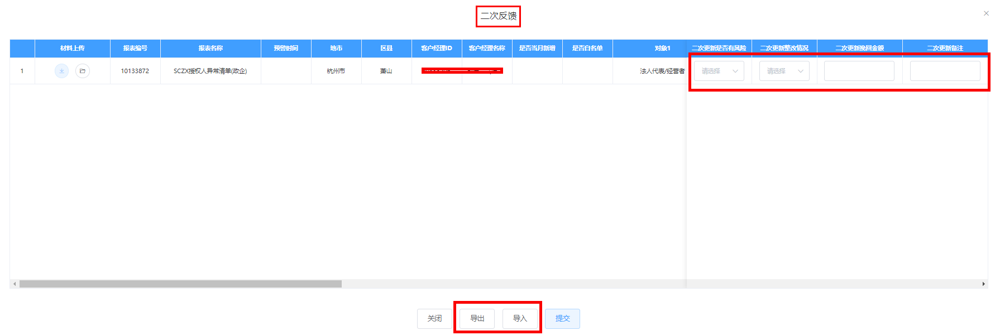 二次反馈
材料上传 报表编号 报表名称 预警时间 地市 区县 客户经理ID 客户经理名称 是否当月新增 是否白名单 对象1 二次更新是否有风险 二次更新整改情况 二次更新挽回金额 二次更新备注
1 10133872 SCZX授权人异常清单(政企) 杭州市 萧山 法人代表/经营者 请选择 请选择
关闭 导出 导入 提交